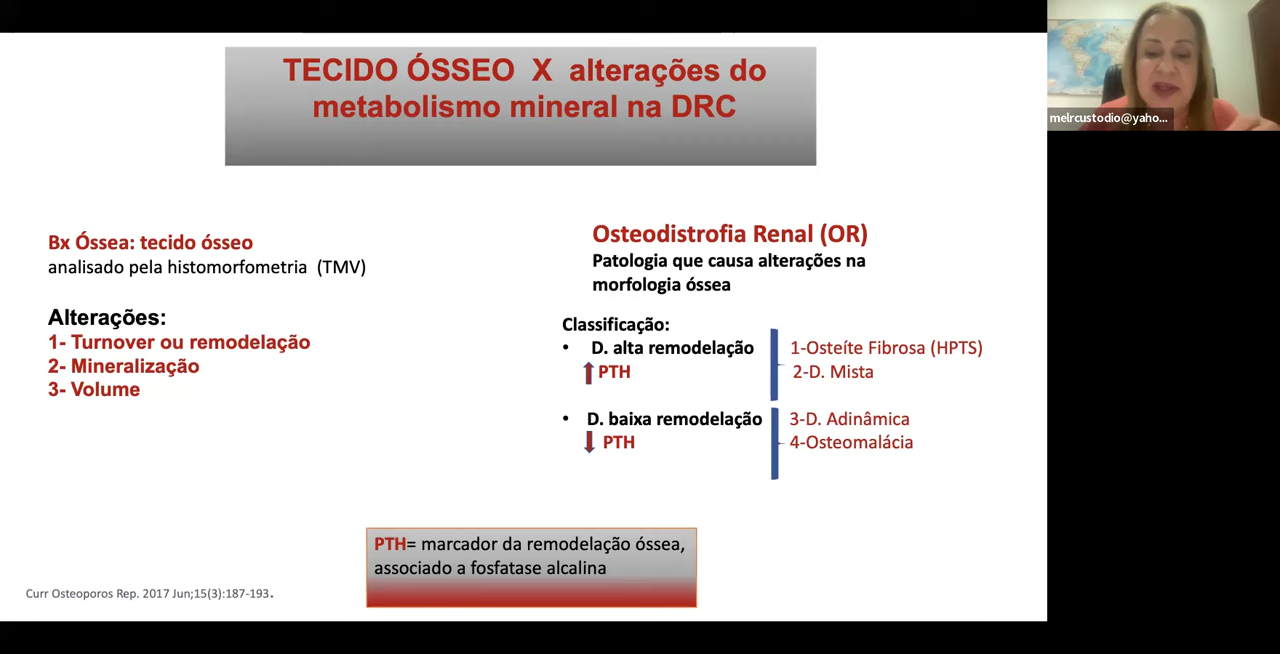 TECIDO ÓSSEO X alterações do
metabolismo mineral na DRC
melrcustodio@yaho...
Bx Óssea: tecido ósseo
analisado pela histomorfometria (TMV)
Alterações:
1- Turnover ou remodelação
2- Mineralização
3- Volume
Osteodistrofia Renal (OR)
Patologia que causa alterações na
morfologia óssea
Classificação:
• D. alta remodelação
PTH
1-Osteíte Fibrosa (HPTS)
2-D. Mista
• D. baixa remodelação
PTH
3-D. Adinâmica
4-Osteomalácia
PTH= marcador da remodelação óssea,
associado a fosfatase alcalina
Curr Osteoporos Rep. 2017 Jun;15(3):187-193.